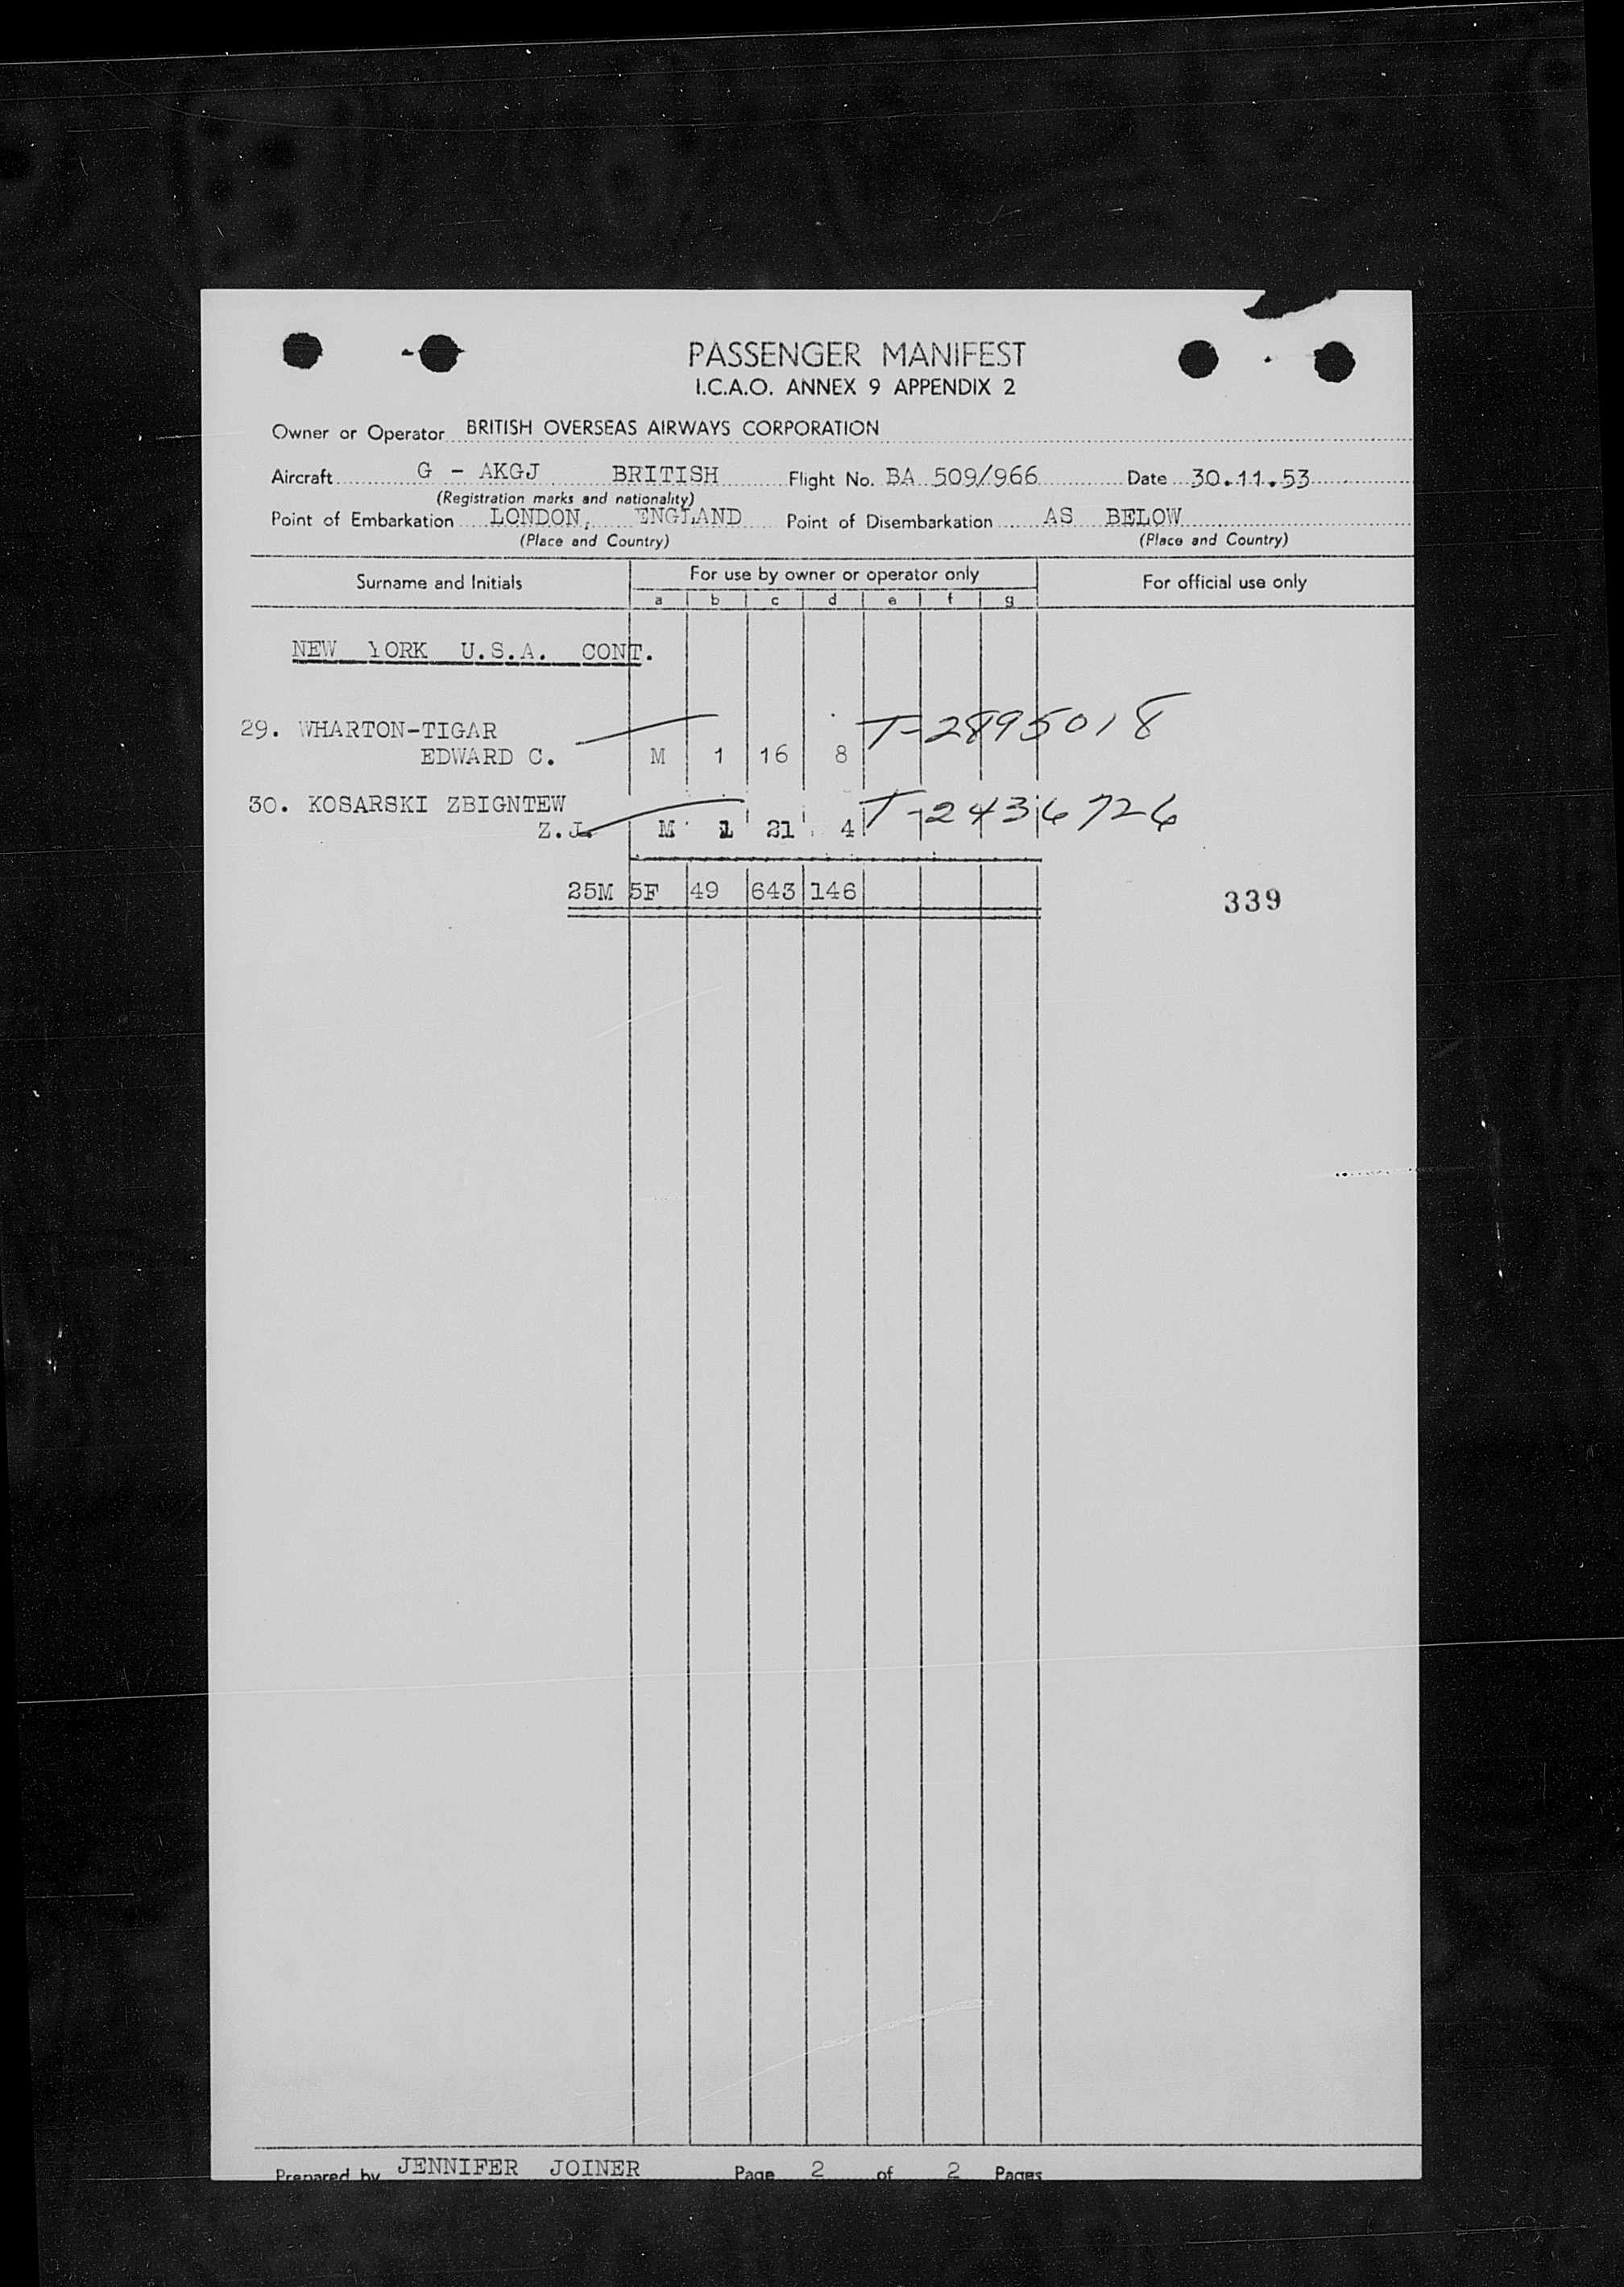 PASSENGER MANIFEST
I.C.A.O. ANNEX 9 APPENDIX 2
Owner or Operator BRITISH OVERSEAS AIRWAYS CORPORATION
Aircraft G - AKGJ BRITISH Flight No. BA 509/966 Date 30.11.53
(Registration marks and nationality)
Point of Embarkation LONDON, ENGLAND Point of Disembarkation AS BELOW
(Place and Country) (Place and Country)
Surname and Initials For use by owner or operator only For official use only
a b c d e f g
NEW YORK U.S.A. CONT.
29. WHARTON-TIGAR T-2895018
EDWARD C. M 1 16 8
30. KOSARSKI ZBIGNTEW T-2436726
Z.J. M 1 21 4
25M 5F 49 643 146
339
Prepared by JENNIFER JOINER Page 2 of 2 Pages